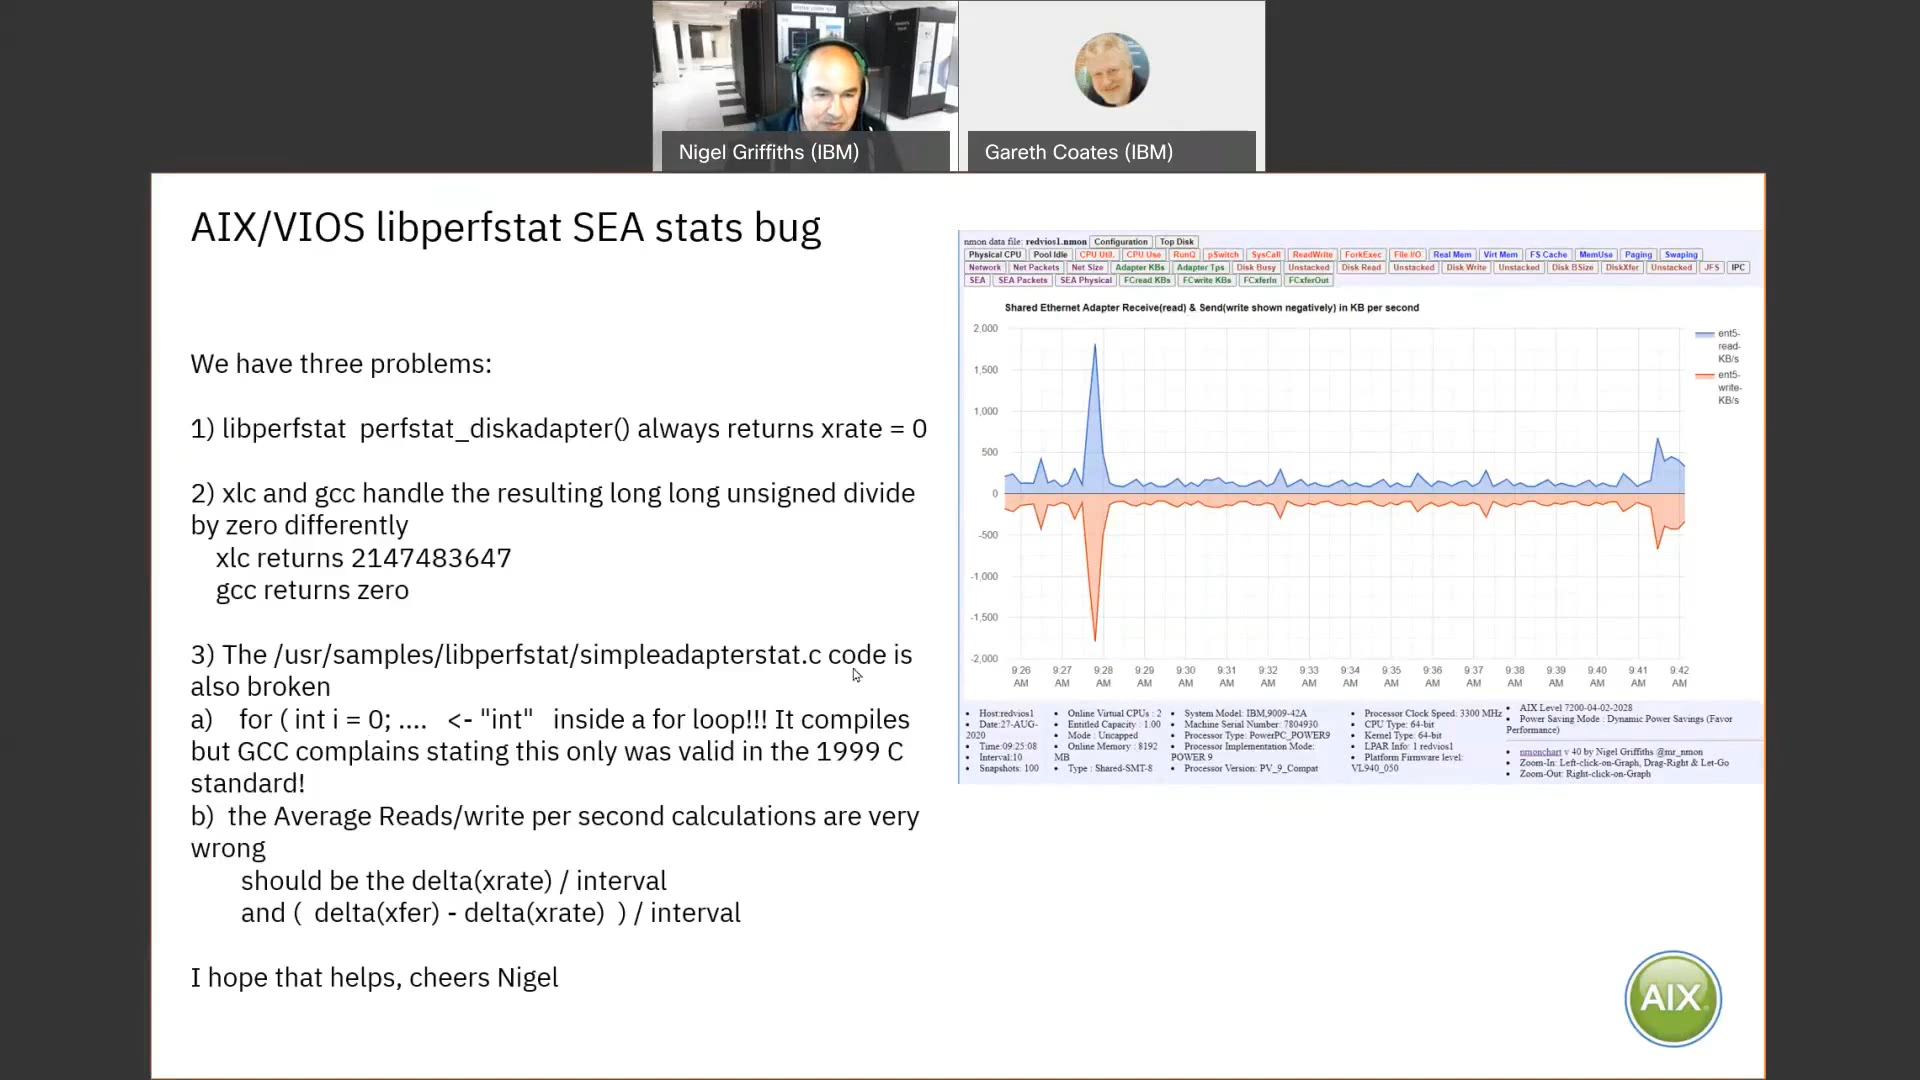 Nigel Griffiths (IBM)
Gareth Coates (IBM)
AIX/VIOS libperfstat SEA stats bug
We have three problems:
1) libperfstat perfstat_diskadapter() always returns xrate = 0
2) xlc and gcc handle the resulting long long unsigned divide
by zero differently
xlc returns 2147483647
gcc returns zero
3) The /usr/samples/libperfstat/simpleadapterstat.c code is
also broken
a) for ( int i = 0; .... <- "int" inside a for loop!!! It compiles
but GCC complains stating this only was valid in the 1999 C
standard!
b) the Average Reads/write per second calculations are very
wrong
should be the delta(xrate) / interval
and ( delta(xfer) - delta(xrate) ) / interval
I hope that helps, cheers Nigel
nmon data file: redvios1.nmon Configuration Top Disk
Physical CPU Pool Idle CPU Util. CPU Use RunQ pSwitch SysCall ReadWrite ForkExec File I/O Real Mem Virt Mem FS Cache MemUse Paging Swaping
Network Net Packets Net Size Adapter KBs Adapter Tps Disk Busy Unstacked Disk Read Unstacked Disk Write Unstacked Disk BSize DiskXfer Unstacked JFS IPC
SEA SEA Packets SEA Physical FCread KBs FCwrite KBs FCxferIn FCxferOut
Shared Ethernet Adapter Receive(read) & Send(write shown negatively) in KB per second
2,000
1,500
1,000
500
0
-500
-1,000
-1,500
-2,000
9:26 9:27 9:28 9:29 9:30 9:31 9:32 9:33 9:34 9:35 9:36 9:37 9:38 9:39 9:40 9:41 9:42
AM AM AM AM AM AM AM AM AM AM AM AM AM AM AM AM AM
ent5-
read-
KB/s
ent5-
write-
KB/s
• Host:redvios1
• Date:27-AUG-
2020
• Time:09:25:08
• Interval:10
• Snapshots: 100
• Online Virtual CPUs : 2
• Entitled Capacity : 1.00
• Mode : Uncapped
• Online Memory : 8192
MB
• Type : Shared-SMT-8
• System Model: IBM,9009-42A
• Machine Serial Number: 7804930
• Processor Type: PowerPC_POWER9
• Processor Implementation Mode:
POWER 9
• Processor Version: PV_9_Compat
• Processor Clock Speed: 3300 MHz
• CPU Type: 64-bit
• Kernel Type: 64-bit
• LPAR Info: 1 redvios1
• Platform Firmware level:
VL940_050
• AIX Level 7200-04-02-2028
• Power Saving Mode : Dynamic Power Savings (Favor
Performance)
• nmonchart v 40 by Nigel Griffiths @mr_nmon
• Zoom-In: Left-click-on-Graph, Drag-Right & Let-Go
• Zoom-Out: Right-click-on-Graph
AIX